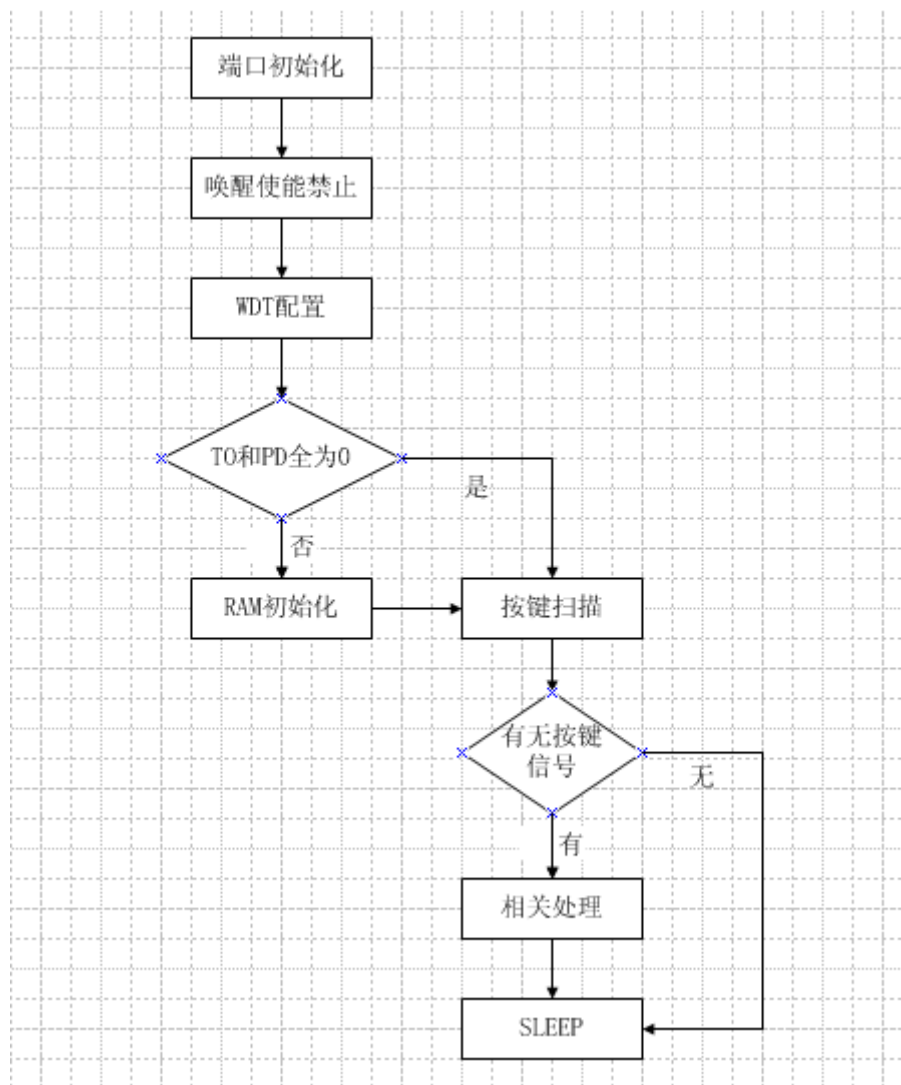 端口初始化
唤醒使能禁止
WDT配置
TO和PD全为0
是
否
RAM初始化
按键扫描
有无按键
信号
无
有
相关处理
SLEEP